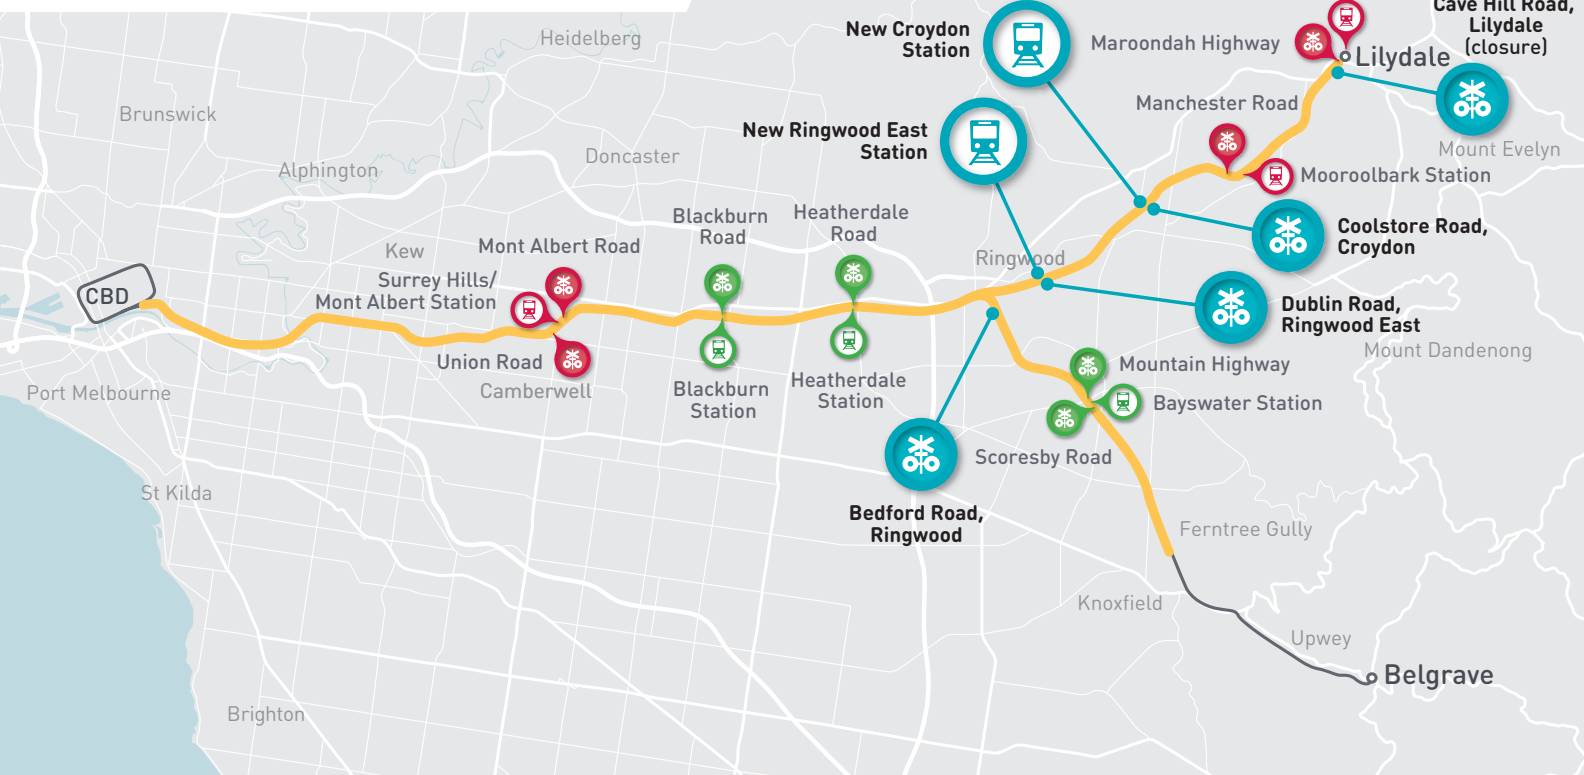 Cave Hill Road,
Lilydale
(closure)
New Croydon
Station
Maroondah Highway
Lilydale
Heidelberg
Manchester Road
Brunswick
New Ringwood East
Station
Doncaster
Mount Evelyn
Alphington
Mooroolbark Station
Blackburn
Road
Heatherdale
Road
Coolstore Road,
Croydon
Kew
Mont Albert Road
Ringwood
Surrey Hills/
Mont Albert Station
CBD
Dublin Road,
Ringwood East
Mount Dandenong
Union Road
Camberwell
Mountain Highway
Port Melbourne
Blackburn
Station
Heatherdale
Station
Bayswater Station
Scoresby Road
St Kilda
Bedford Road,
Ringwood
Ferntree Gully
Knoxfield
Upwey
Belgrave
Brighton